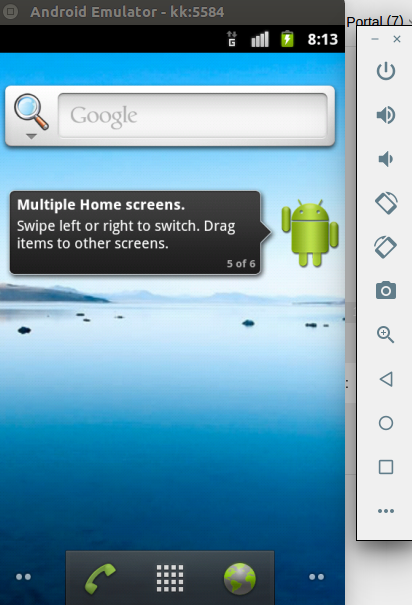 Android Emulator - kk:5584
Portal (7)
G
8:13
Google
Multiple Home screens.
Swipe left or right to switch. Drag
items to other screens.
5 of 6